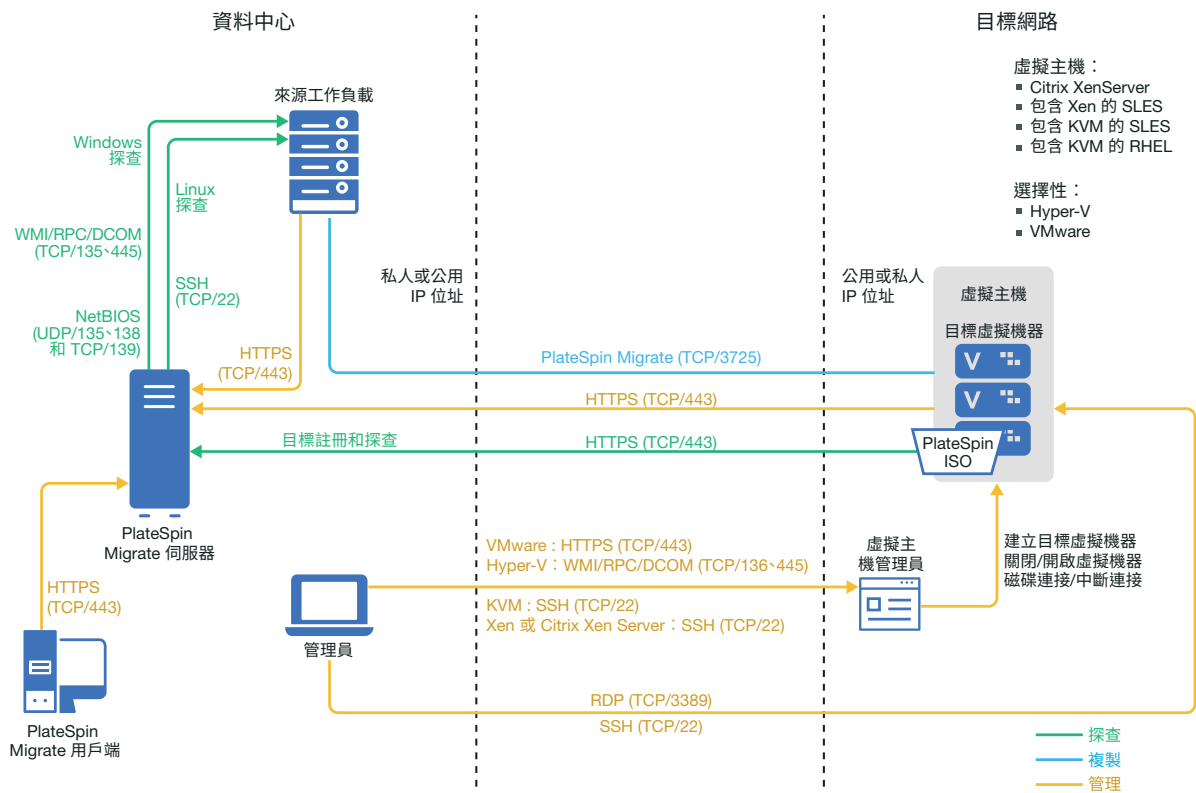 資料中心
目標網路
虛擬主機：
Citrix XenServer
包含 Xen 的 SLES
包含 KVM 的 SLES
包含 KVM 的 RHEL
選擇性：
Hyper-V
VMware
來源工作負載
Windows
探查
Linux
探查
WMI/RPC/DCOM
(TCP/135、445)
SSH
(TCP/22)
NetBIOS
(UDP/135、138
和 TCP/139)
HTTPS
(TCP/443)
私人或公用
IP 位址
公用或私人
IP 位址
虛擬主機
目標虛擬機器
V
V
PlateSpin
ISO
PlateSpin Migrate (TCP/3725)
HTTPS (TCP/443)
目標註冊和探查
HTTPS (TCP/443)
PlateSpin
Migrate 伺服器
HTTPS
(TCP/443)
PlateSpin
Migrate 用戶端
管理員
VMware : HTTPS (TCP/443)
Hyper-V：WMI/RPC/DCOM (TCP/136、445)
KVM : SSH (TCP/22)
Xen 或 Citrix Xen Server：SSH (TCP/22)
虛擬主
機管理員
建立目標虛擬機器
關閉/開啟虛擬機器
磁碟連接/中斷連接
RDP (TCP/3389)
SSH (TCP/22)
探查
複製
管理